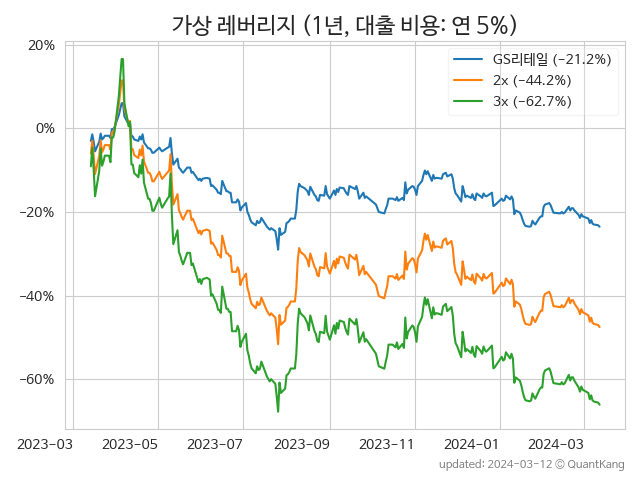 가상 레버리지 (1년, 대출 비용: 연 5%)
GS리테일 (−21.2%)
2x (−44.2%)
3x (−62.7%)
20%
0%
−20%
−40%
−60%
2023-03 2023-05 2023-07 2023-09 2023-11 2024-01 2024-03
updated: 2024-03-12 © QuantKang